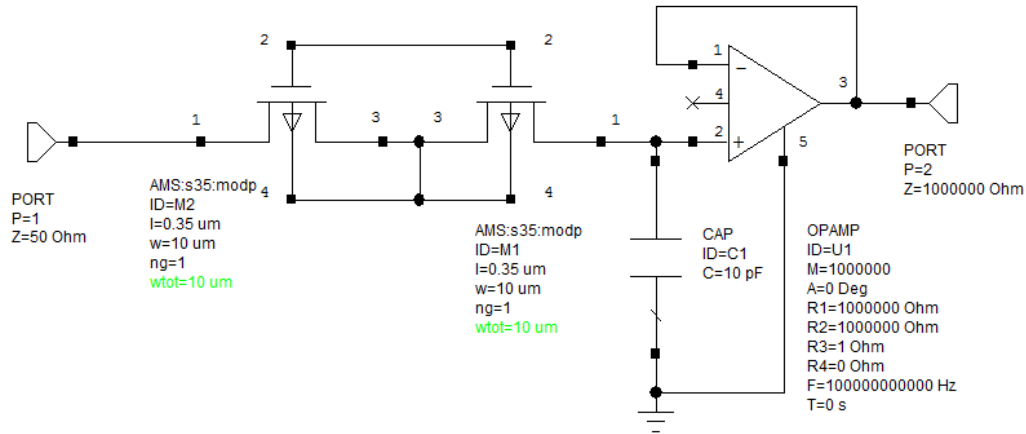 2
2
1
3
3
1
4
4
1
4
2
3
5
PORT
P=1
Z=50 Ohm
AMS:s35:modp
ID=M2
l=0.35 um
w=10 um
ng=1
wtot=10 um
AMS:s35:modp
ID=M1
l=0.35 um
w=10 um
ng=1
wtot=10 um
CAP
ID=C1
C=10 pF
OPAMP
ID=U1
M=1000000
A=0 Deg
R1=1000000 Ohm
R2=1000000 Ohm
R3=1 Ohm
R4=0 Ohm
F=100000000000 Hz
T=0 s
PORT
P=2
Z=1000000 Ohm